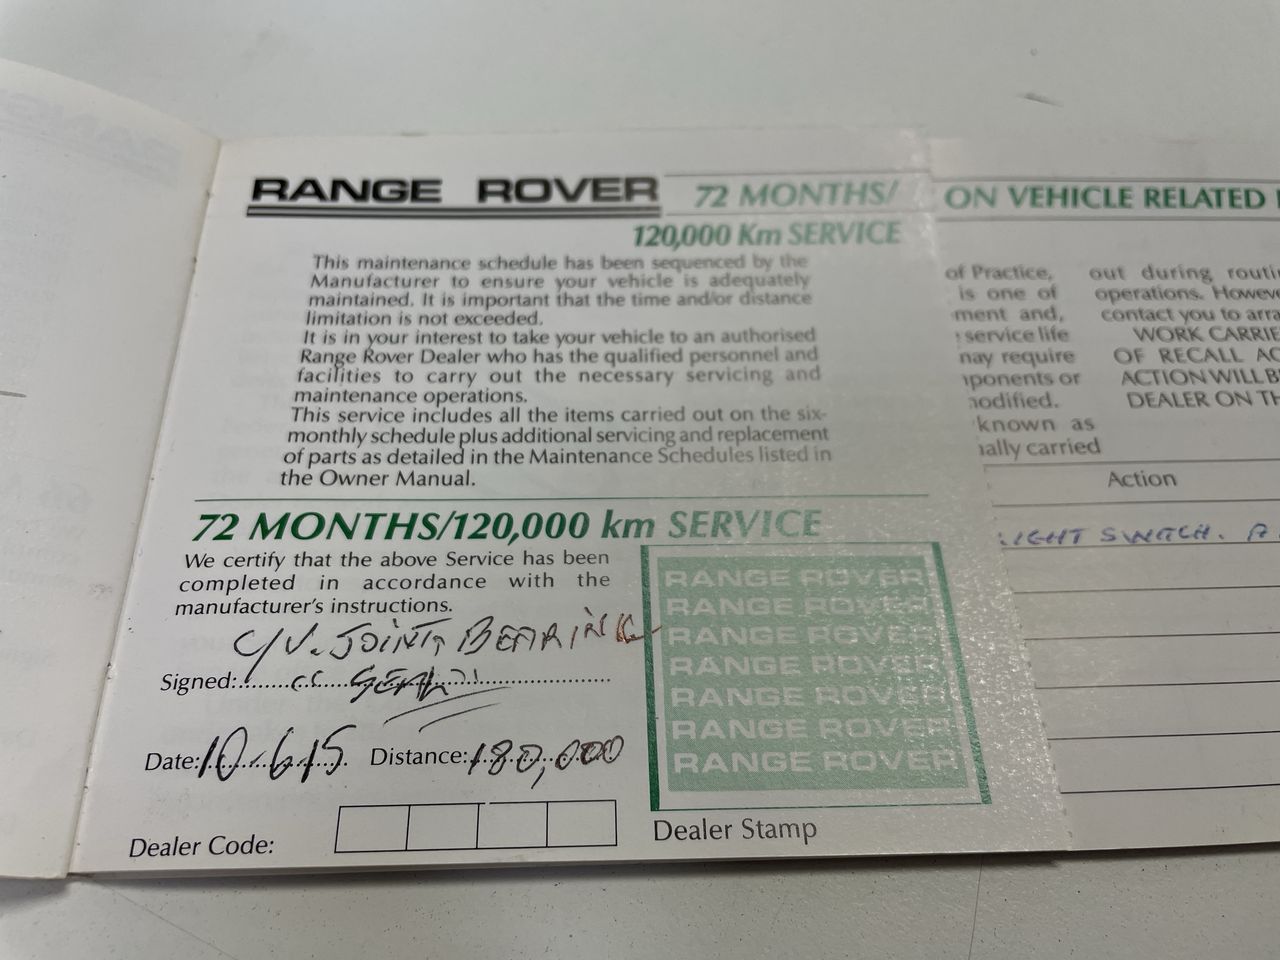 RANGE ROVER 72 MONTHS/
120,000 Km SERVICE
This maintenance schedule has been sequenced by the
Manufacturer to ensure your vehicle is adequately
maintained. It is important that the time and/or distance
limitation is not exceeded.
It is in your interest to take your vehicle to an authorised
Range Rover Dealer who has the qualified personnel and
facilities to carry out the necessary servicing and
maintenance operations.
This service includes all the items carried out on the six-
monthly schedule plus additional servicing and replacement
of parts as detailed in the Maintenance Schedules listed in
the Owner Manual.
72 MONTHS/120,000 km SERVICE
We certify that the above Service has been
completed in accordance with the
manufacturer's instructions.
C/V. JOINT, BEARING
Signed: cc SEAL
Date: 10.6.15 Distance: 180,000
Dealer Code:
RANGE ROVER
RANGE ROVER
RANGE ROVER
RANGE ROVER
RANGE ROVER
RANGE ROVER
RANGE ROVER
Dealer Stamp
ON VEHICLE RELATED
of Practice,
is one of
ment and,
service life
may require
ponents or
modified.
known as
ally carried
out during
operations.
contact you to
WORK
OF RECALL
ACTION WILL
DEALER ON
Action
LIGHT SWITCH.